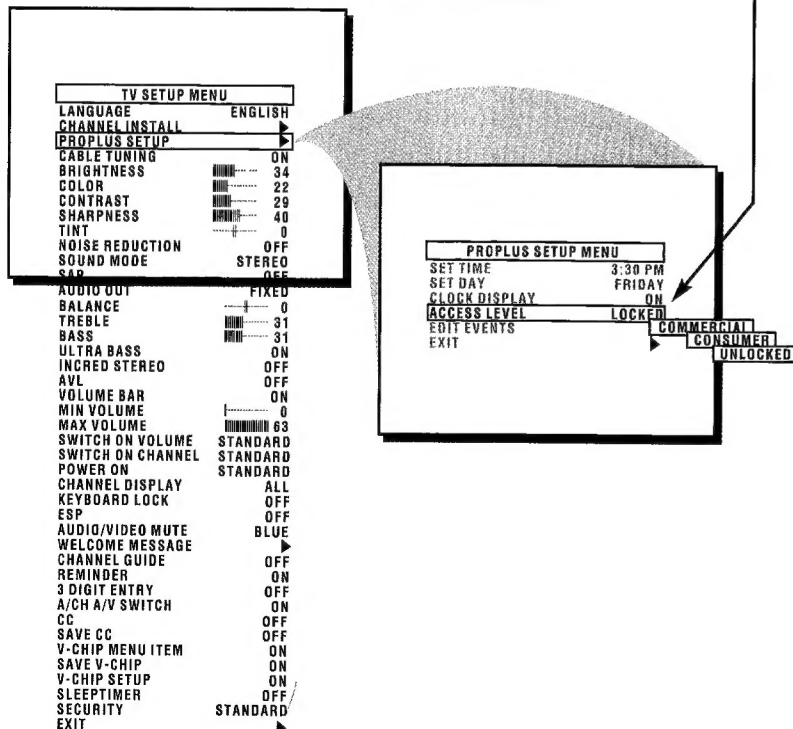 TV SETUP MENU
LANGUAGE ENGLISH
CHANNEL INSTALL
PROPLUS SETUP
CABLE TUNING ON
BRIGHTNESS 34
COLOR 22
CONTRAST 29
SHARPNESS 40
TINT 0
NOISE REDUCTION OFF
SOUND MODE STEREO
SAP OFF
AUDIO OUT FIXED
BALANCE 0
TREBLE 31
BASS 31
ULTRA BASS ON
INCRED STEREO OFF
AVL OFF
VOLUME BAR ON
MIN VOLUME 0
MAX VOLUME 63
SWITCH ON VOLUME STANDARD
SWITCH ON CHANNEL STANDARD
POWER ON STANDARD
CHANNEL DISPLAY ALL
KEYBOARD LOCK OFF
ESP OFF
AUDIO/VIDEO MUTE BLUE
WELCOME MESSAGE
CHANNEL GUIDE OFF
REMINDER ON
3 DIGIT ENTRY OFF
A/CH A/V SWITCH ON
CC OFF
SAVE CC OFF
V-CHIP MENU ITEM ON
SAVE V-CHIP ON
V-CHIP SETUP ON
SLEEPTIMER OFF
SECURITY STANDARD
EXIT
PROPLUS SETUP MENU
SET TIME 3:30 PM
SET DAY FRIDAY
CLOCK DISPLAY ON
ACCESS LEVEL LOCKED
EDIT EVENTS COMMERCIAL
EXIT CONSUMER
UNLOCKED